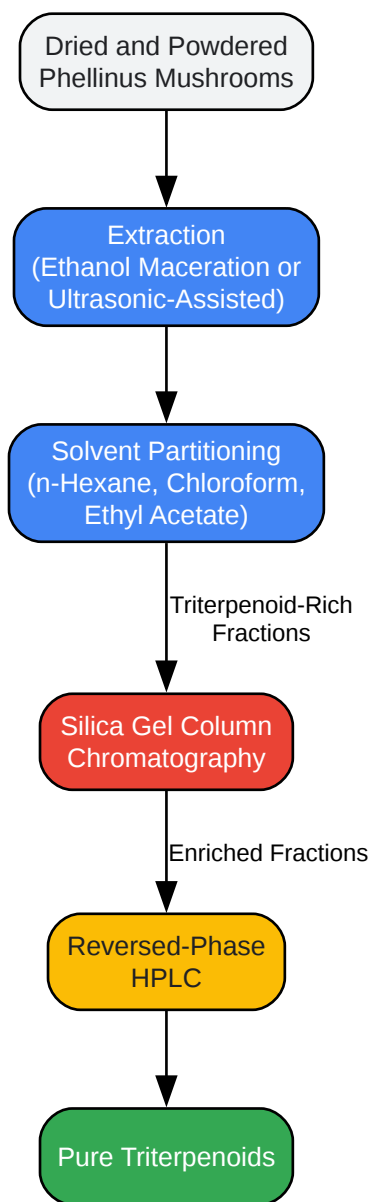 Dried and Powdered
Phellinus Mushrooms
Extraction
(Ethanol Maceration or
Ultrasonic-Assisted)
Solvent Partitioning
(n-Hexane, Chloroform,
Ethyl Acetate)
Triterpenoid-Rich
Fractions
Silica Gel Column
Chromatography
Enriched Fractions
Reversed-Phase
HPLC
Pure Triterpenoids